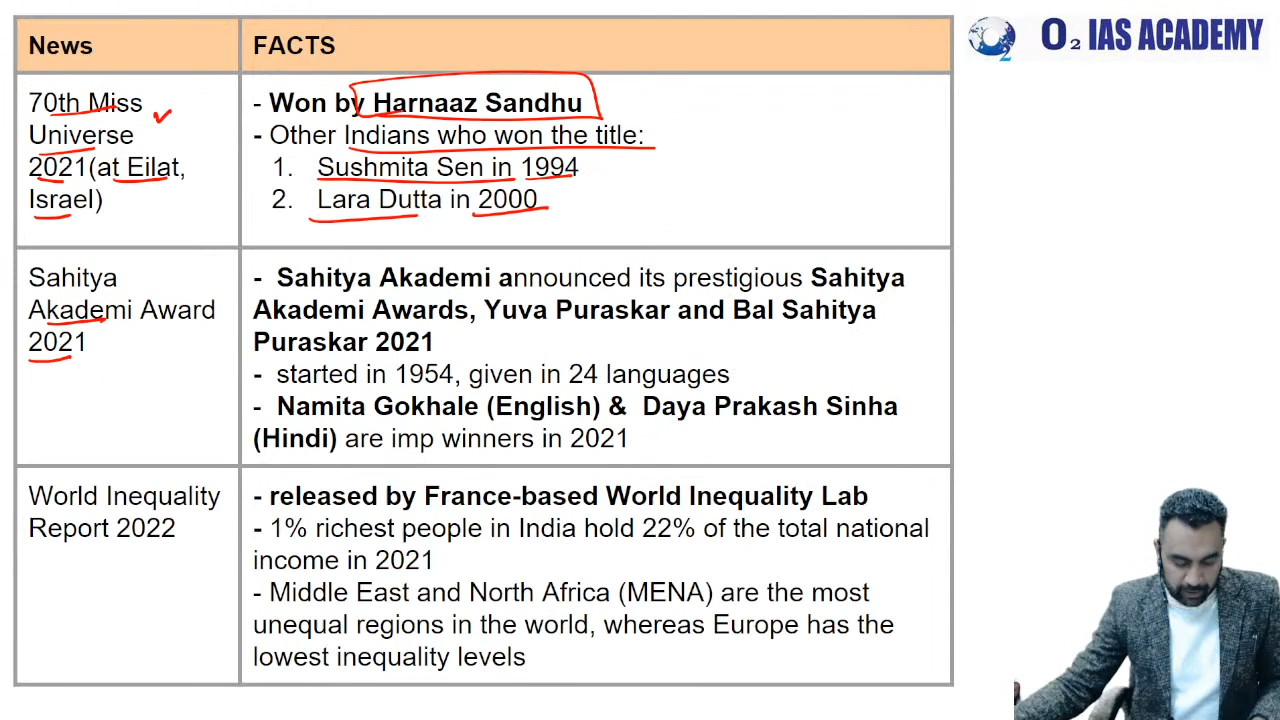 News
FACTS
O2 IAS ACADEMY
70th Miss
Universe
2021(at Eilat,
Israel)
- Won by Harnaaz Sandhu
- Other Indians who won the title:
1. Sushmita Sen in 1994
2. Lara Dutta in 2000
Sahitya
Akademi Award
2021
- Sahitya Akademi announced its prestigious Sahitya
Akademi Awards, Yuva Puraskar and Bal Sahitya
Puraskar 2021
- started in 1954, given in 24 languages
- Namita Gokhale (English) & Daya Prakash Sinha
(Hindi) are imp winners in 2021
World Inequality
Report 2022
- released by France-based World Inequality Lab
- 1% richest people in India hold 22% of the total national
income in 2021
- Middle East and North Africa (MENA) are the most
unequal regions in the world, whereas Europe has the
lowest inequality levels